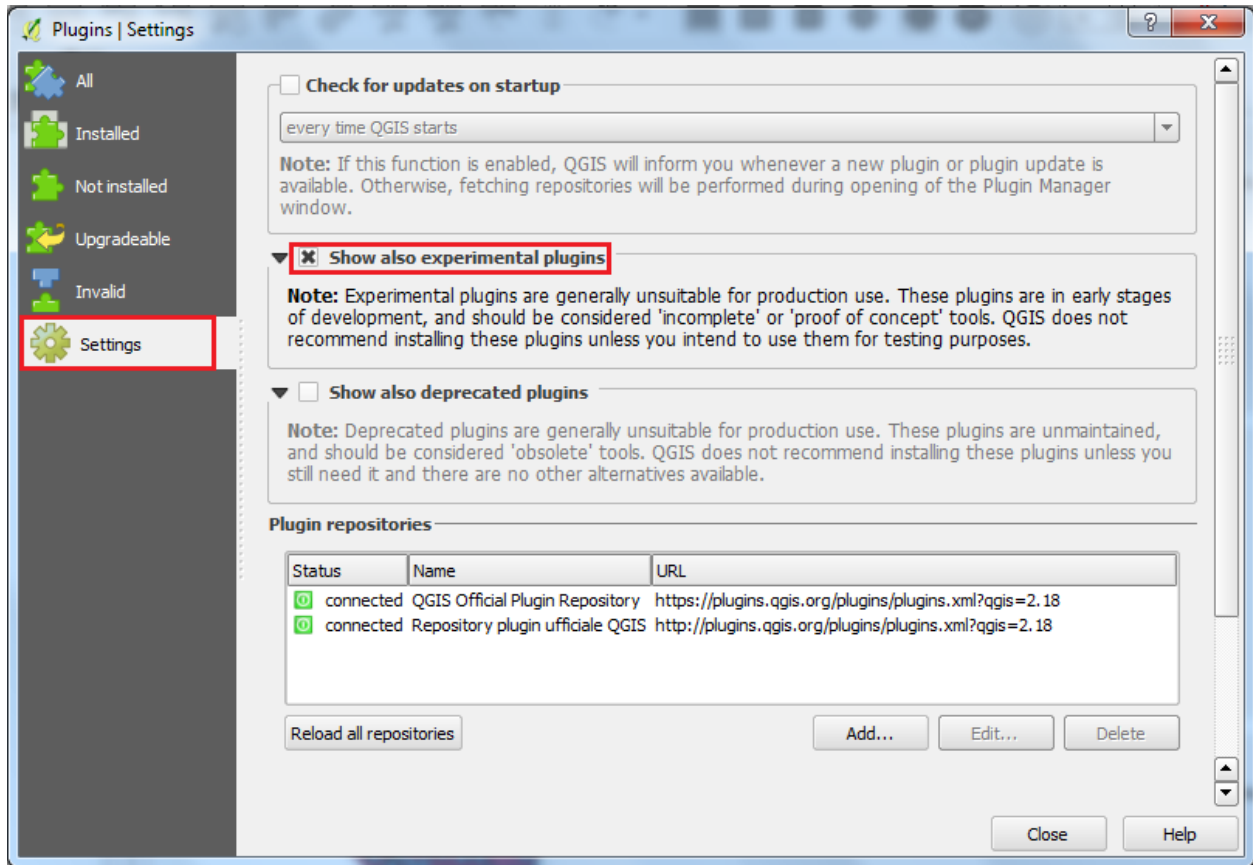 Plugins | Settings
All
Installed
Not installed
Upgradeable
Invalid
Settings
Check for updates on startup
every time QGIS starts
Note: If this function is enabled, QGIS will inform you whenever a new plugin or plugin update is
available. Otherwise, fetching repositories will be performed during opening of the Plugin Manager
window.
Show also experimental plugins
Note: Experimental plugins are generally unsuitable for production use. These plugins are in early stages
of development, and should be considered 'incomplete' or 'proof of concept' tools. QGIS does not
recommend installing these plugins unless you intend to use them for testing purposes.
Show also deprecated plugins
Note: Deprecated plugins are generally unsuitable for production use. These plugins are unmaintained,
and should be considered 'obsolete' tools. QGIS does not recommend installing these plugins unless you
still need it and there are no other alternatives available.
Plugin repositories
Status Name URL
connected QGIS Official Plugin Repository https://plugins.qgis.org/plugins/plugins.xml?qgis=2.18
connected Repository plugin ufficiale QGIS http://plugins.qgis.org/plugins/plugins.xml?qgis=2.18
Reload all repositories Add... Edit... Delete
Close Help